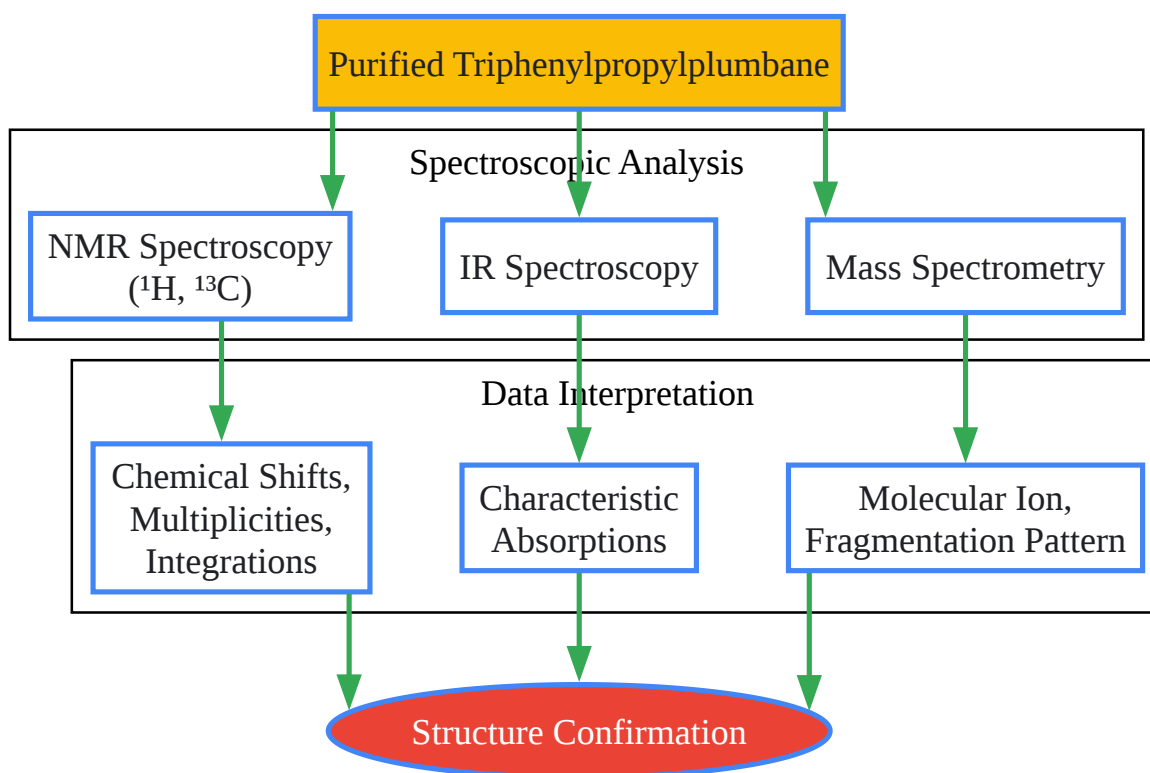 Purified Triphenylpropylplumbane
Spectroscopic Analysis
NMR Spectroscopy
(¹H, ¹³C)
IR Spectroscopy
Mass Spectrometry
Data Interpretation
Chemical Shifts,
Multiplicities,
Integrations
Characteristic
Absorptions
Molecular Ion,
Fragmentation Pattern
Structure Confirmation